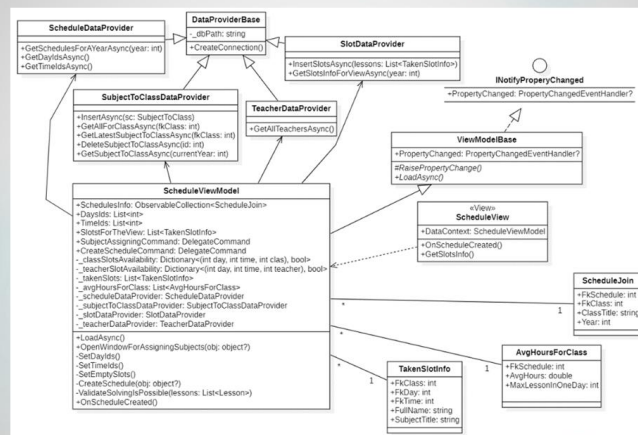 ScheduleDataProvider
+GetSchedulesForAYearAsync(year: int)
+GetDayIdsAsync()
+GetTimeIdsAsync()
DataProviderBase
-_dbPath: string
+CreateConnection()
SlotDataProvider
+InsertSlotsAsync(lessons: List<TakenSlotInfo>)
+GetSlotsInfoForViewAsync(year: int)
SubjectToClassDataProvider
+InsertAsync(sc: SubjectToClass)
+GetAllForClassAsync(fkClass: int)
+GetLatestSubjectToClassAsync(fkClass: int)
+DeleteSubjectToClassAsync(id: int)
+GetSubjectToClassAsync(currentYear: int)
TeacherDataProvider
+GetAllTeachersAsync()
INotifyProperyChanged
+PropertyChanged: PropertyChangedEventHandler?
ViewModelBase
+PropertyChanged: PropertyChangedEventHandler?
#RaisePropertyChange()
+LoadAsync()
ScheduleViewModel
+SchedulesInfo: ObservableCollection<ScheduleJoin>
+DaysIds: List<int>
+TimeIds: List<int>
+SlotstForTheView: List<TakenSlotInfo>
+SubjectAssigningCommand: DelegateCommand
+CreateScheduleCommand: DelegateCommand
-_classSlotsAvailability: Dictionary<(int day, int time, int clas), bool>
-_teacherSlotAvailability: Dictionary<(int day, int time, int teacher), bool>
-_takenSlots: List<TakenSlotInfo>
-_avgHoursForClass: List<AvgHoursForClass>
-_scheduleDataProvider: ScheduleDataProvider
-_subjectToClassDataProvider: SubjectToClassDataProvider
-_slotDataProvider: SlotDataProvider
-_teacherDataProvider: TeacherDataProvider
+LoadAsync()
+OpenWindowForAssigningSubjects(obj: object?)
-SetDayIds()
-SetTimeIds()
-SetEmptySlots()
-CreateSchedule(obj: object?)
-ValidateSolvingIsPossible(lessons: List<Lesson>)
+OnScheduleCreated()
«View»
ScheduleView
+DataContext: ScheduleViewModel
+OnScheduleCreated()
+GetSlotsInfo()
ScheduleJoin
+FkSchedule: int
+FkClass: int
+ClassTitle: string
+Year: int
*
1
AvgHoursForClass
+FkSchedule: int
+AvgHours: double
+MaxLessonInOneDay: int
*
1
TakenSlotInfo
+FkClass: int
+FkDay: int
+FkTime: int
+FullName: string
+SubjectTitle: string
*
1